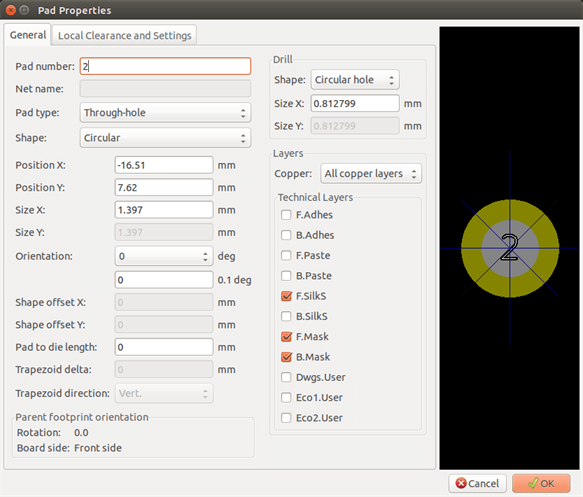 Pad Properties
General
Local Clearance and Settings
Pad number: 2
Net name:
Pad type: Through-hole
Shape: Circular
Position X: -16.51 mm
Position Y: 7.62 mm
Size X: 1.397 mm
Size Y: 1.397 mm
Orientation: 0 deg
0 0.1 deg
Shape offset X: 0 mm
Shape offset Y: 0 mm
Pad to die length: 0 mm
Trapezoid delta: 0 mm
Trapezoid direction: Vert.
Parent footprint orientation
Rotation: 0.0
Board side: Front side
Drill
Shape: Circular hole
Size X: 0.812799 mm
Size Y: 0.812799 mm
Layers
Copper: All copper layers
Technical Layers
F.Adhes
B.Adhes
F.Paste
B.Paste
F.SilkS
B.SilkS
F.Mask
B.Mask
Dwgs.User
Eco1.User
Eco2.User
2
Cancel
OK